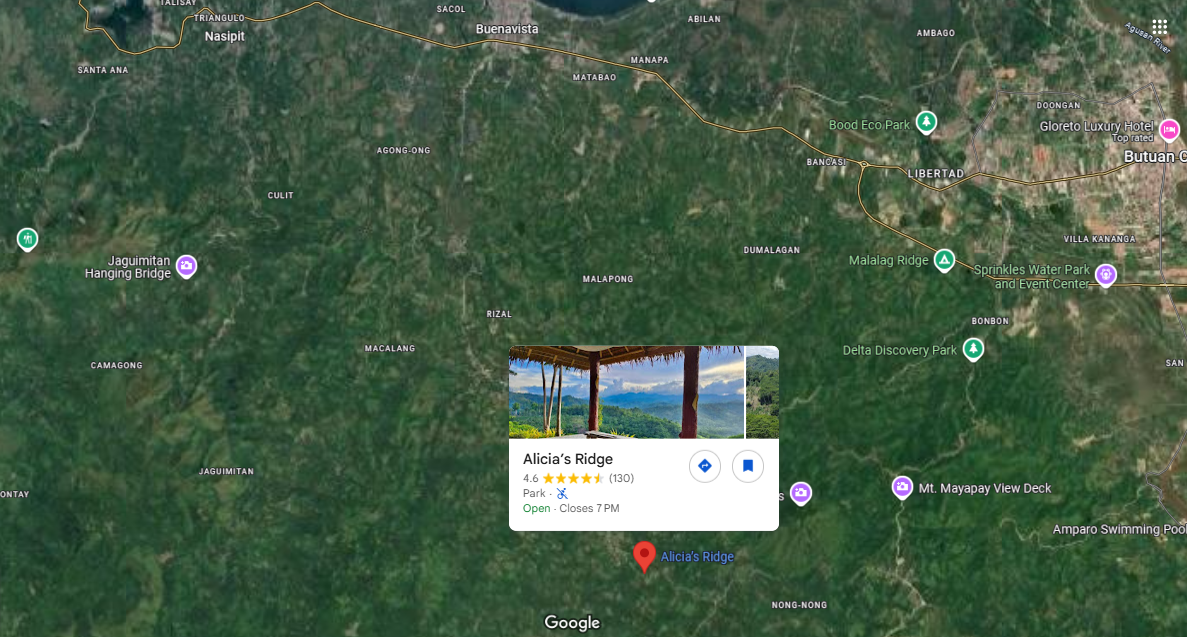 TALISAY
TRIANGULO
Nasipit
SACOL
Buenavista
ABILAN
AMBAGO
Agusan River
SANTA ANA
MANAPA
MATABAO
DOONGAN
Bood Eco Park
Gloreto Luxury Hotel
Top rated
AGONG-ONG
BANCASI
Butuan C
LIBERTAD
CULIT
VILLA KANANGA
DUMALAGAN
Jaguimitan
Hanging Bridge
Malalag Ridge
Sprinkles Water Park
and Event Center
MALAPONG
RIZAL
BONBON
MACALANG
Delta Discovery Park
CAMAGONG
SAN
Alicia's Ridge
4.6 (130)
Park ·
Open · Closes 7 PM
JAGUIMITAN
ONTAY
s
Mt. Mayapay View Deck
Amparo Swimming Pool
Alicia's Ridge
NONG-NONG
Google